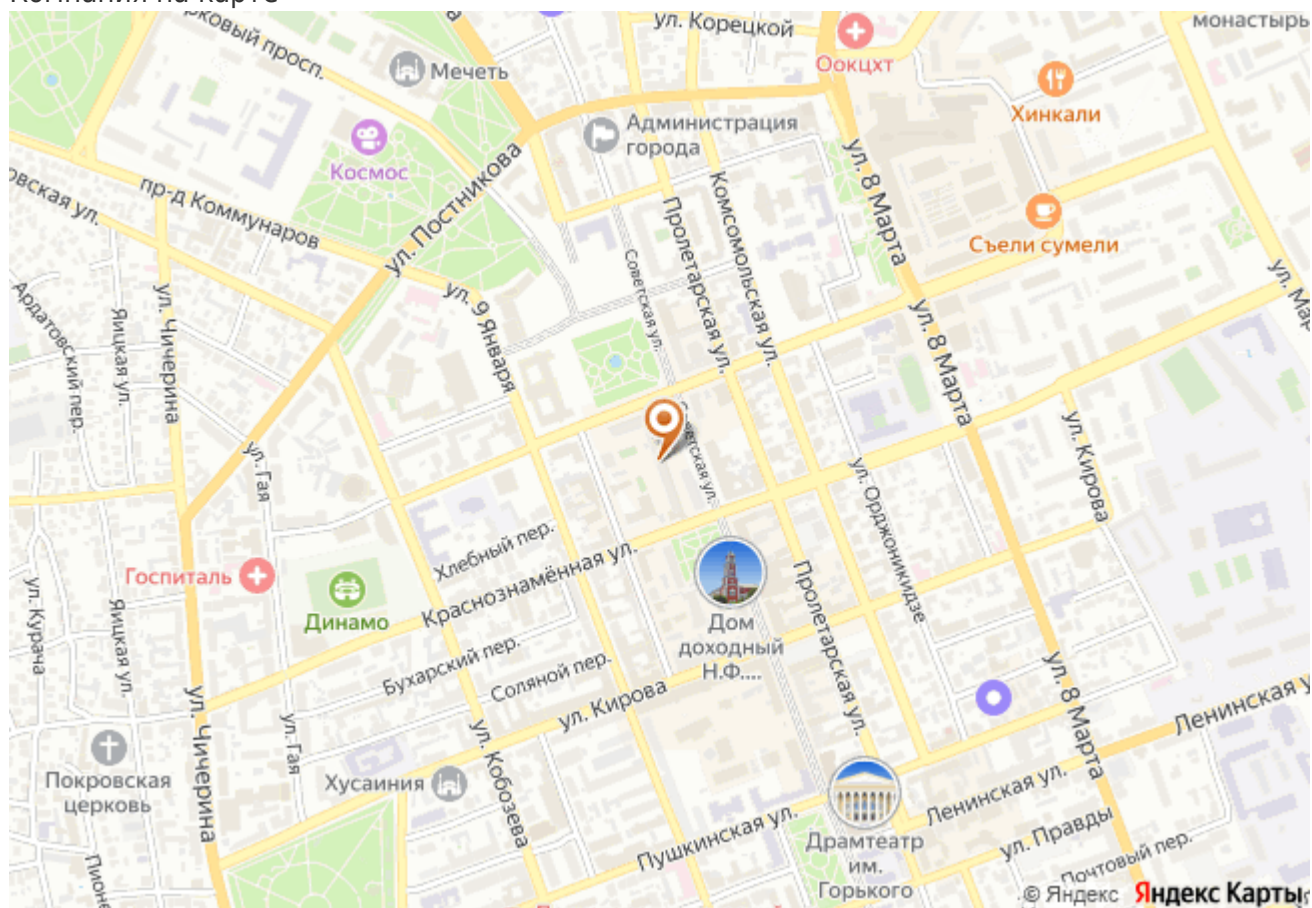 Компания на карте
ул. Корецкой
монастырь
Оокцхт
Мечеть
Хинкали
Администрация
города
Космос
пр-д Коммунаров
ул. Постникова
Комсомольская ул.
ул. 8 Марта
Съели сумели
Пролетарская ул.
Советская ул.
ул. 9 Января
ул. 8 Марта
Ардатовский пер.
Яицкая ул.
ул. Чичерина
Советская ул.
ул. Кирова
ул. Гая
ул. Орджоникидзе
Хлебный пер.
Краснознамённая ул.
Госпиталь
Динамо
ул. КуРача
Яицкая ул.
Бухарский пер.
Соляной пер.
ул. Кирова
Дом
доходный
Н.Ф....
Пролетарская ул.
ул. 8 Марта
Ленинская у
ул. Чичерина
ул. Гая
ул. Кобозева
Покровская
церковь
Хусаиния
Пушкинская ул.
Драмтеатр
им.
Горького
Ленинская ул.
ул. Правды
Почтовый пер.
© Яндекс Яндекс Карты